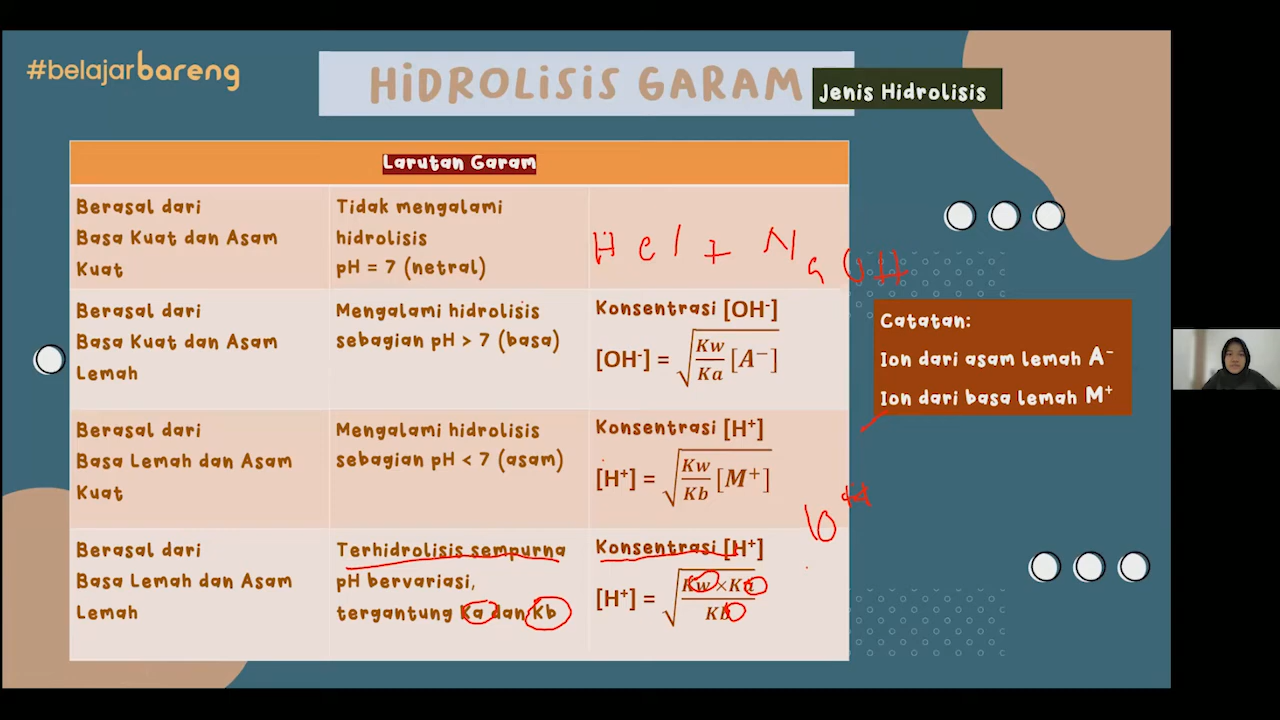 #belajarbareng
HIDROLISIS GARAM
Jenis Hidrolisis
Larutan Garam
Berasal dari
Basa Kuat dan Asam
Kuat
Tidak mengalami
hidrolisis
pH = 7 (netral)
HCl + NaOH
Berasal dari
Basa Kuat dan Asam
Lemah
Mengalami hidrolisis
sebagian pH > 7 (basa)
Konsentrasi [OH-]
[OH-] = √(Kw/Ka [A⁻])
Berasal dari
Basa Lemah dan Asam
Kuat
Mengalami hidrolisis
sebagian pH < 7 (asam)
Konsentrasi [H+]
[H+] = √(Kw/Kb [M⁺])
Berasal dari
Basa Lemah dan Asam
Lemah
Terhidrolisis sempurna
pH bervariasi,
tergantung Ka dan Kb
Konsentrasi [H+]
[H+] = √(Kw×Ka/Kb)
Catatan:
Ion dari asam lemah A⁻
Ion dari basa lemah M⁺